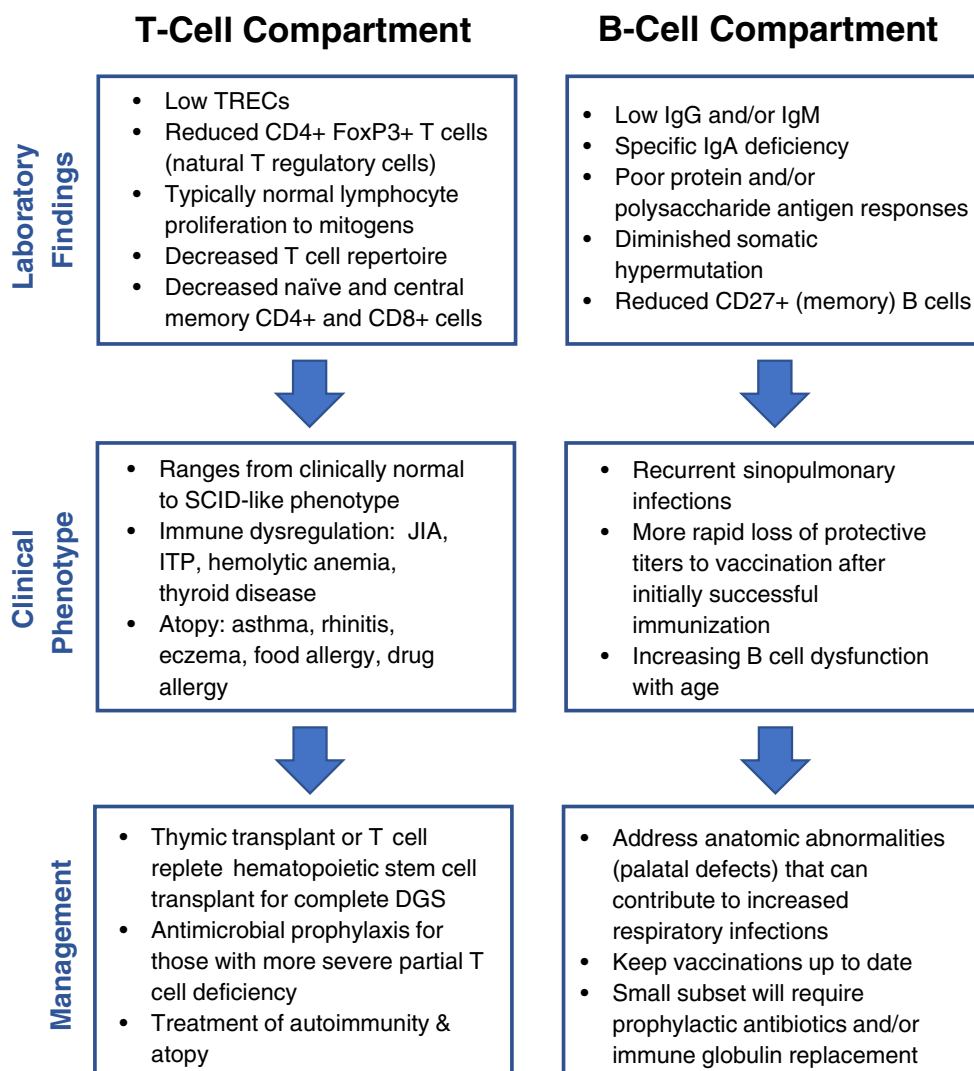 T-Cell Compartment
B-Cell Compartment
Laboratory
Findings
• Low TRECs
• Reduced CD4+ FoxP3+ T cells
(natural T regulatory cells)
• Typically normal lymphocyte
proliferation to mitogens
• Decreased T cell repertoire
• Decreased naïve and central
memory CD4+ and CD8+ cells
• Low IgG and/or IgM
• Specific IgA deficiency
• Poor protein and/or
polysaccharide antigen responses
• Diminished somatic
hypermutation
• Reduced CD27+ (memory) B cells
Clinical
Phenotype
• Ranges from clinically normal
to SCID-like phenotype
• Immune dysregulation: JIA,
ITP, hemolytic anemia,
thyroid disease
• Atopy: asthma, rhinitis,
eczema, food allergy, drug
allergy
• Recurrent sinopulmonary
infections
• More rapid loss of protective
titers to vaccination after
initially successful
immunization
• Increasing B cell dysfunction
with age
Management
• Thymic transplant or T cell
replete hematopoietic stem cell
transplant for complete DGS
• Antimicrobial prophylaxis for
those with more severe partial T
cell deficiency
• Treatment of autoimmunity &
atopy
• Address anatomic abnormalities
(palatal defects) that can
contribute to increased
respiratory infections
• Keep vaccinations up to date
• Small subset will require
prophylactic antibiotics and/or
immune globulin replacement